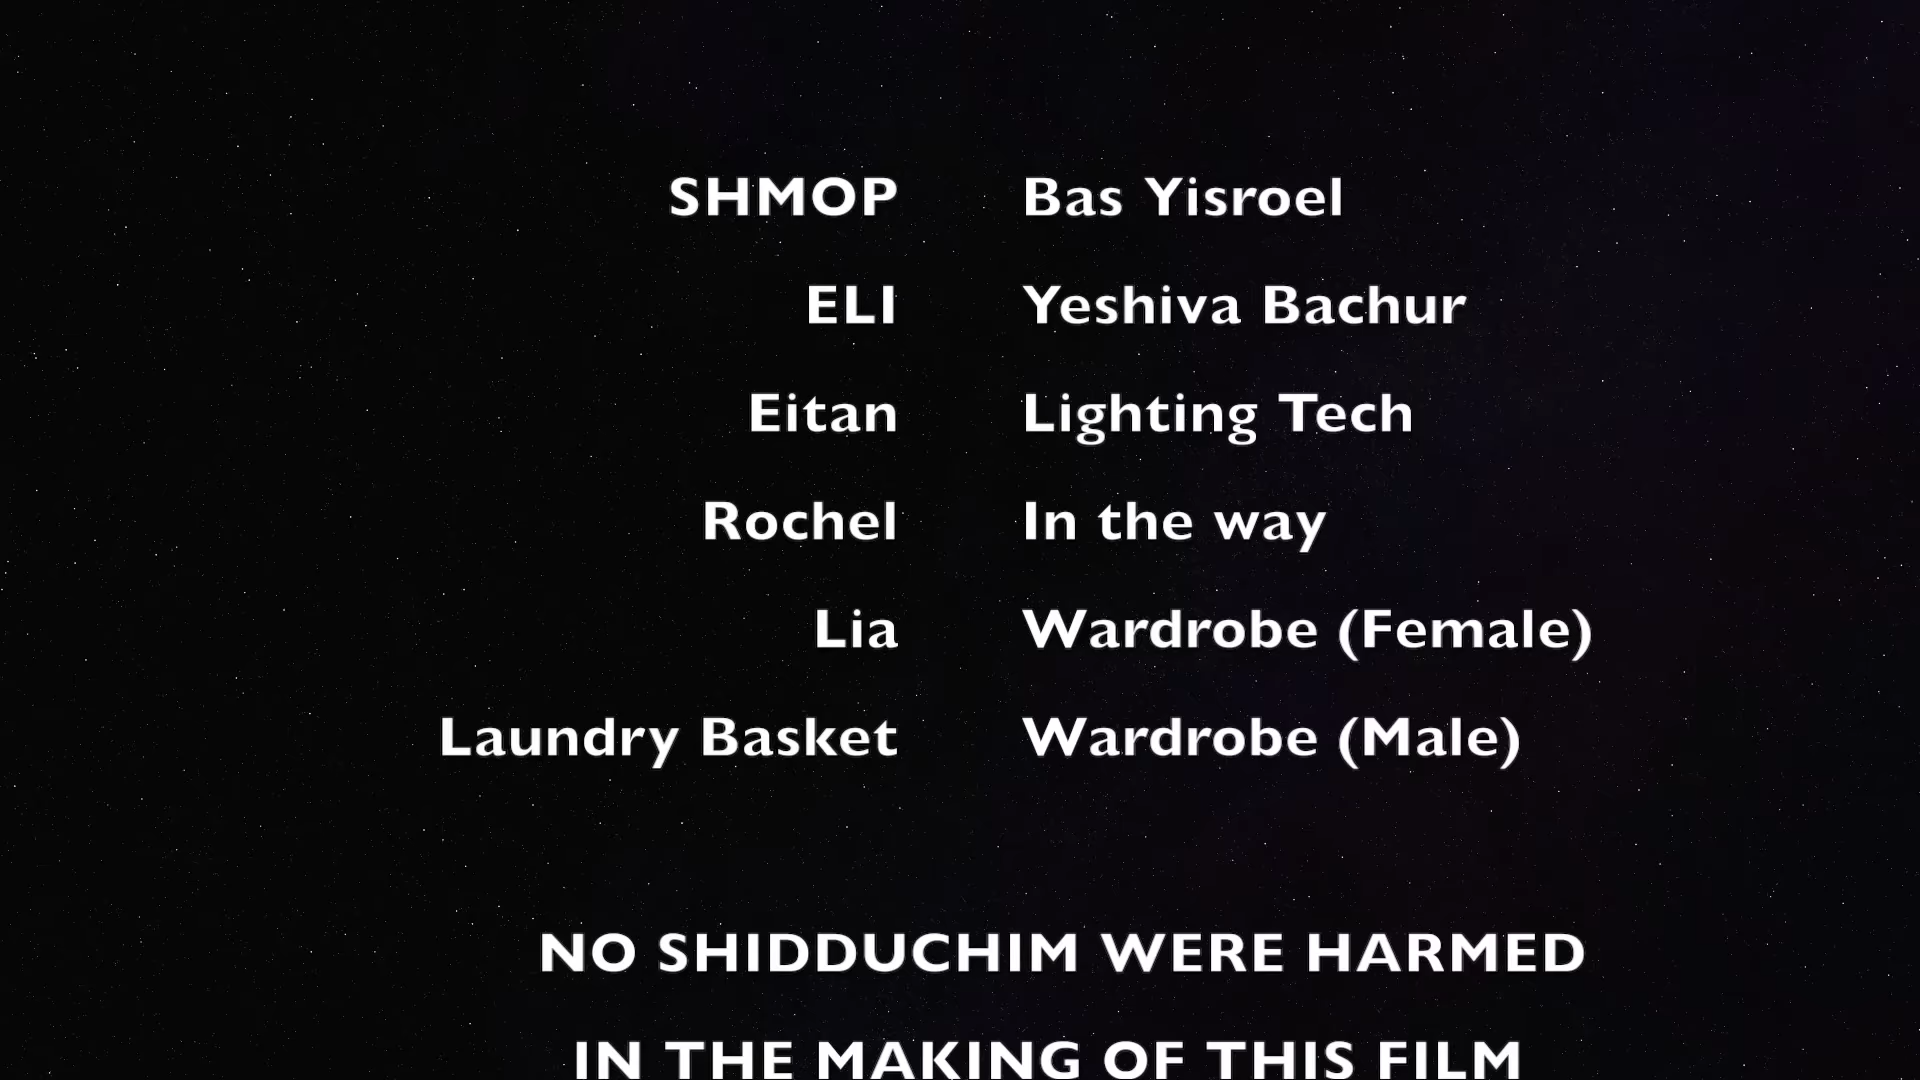 SHMOP Bas Yisroel
ELI Yeshiva Bachur
Eitan Lighting Tech
Rochel In the way
Lia Wardrobe (Female)
Laundry Basket Wardrobe (Male)
NO SHIDDUCHIM WERE HARMED
IN THE MAKING OF THIS FILM